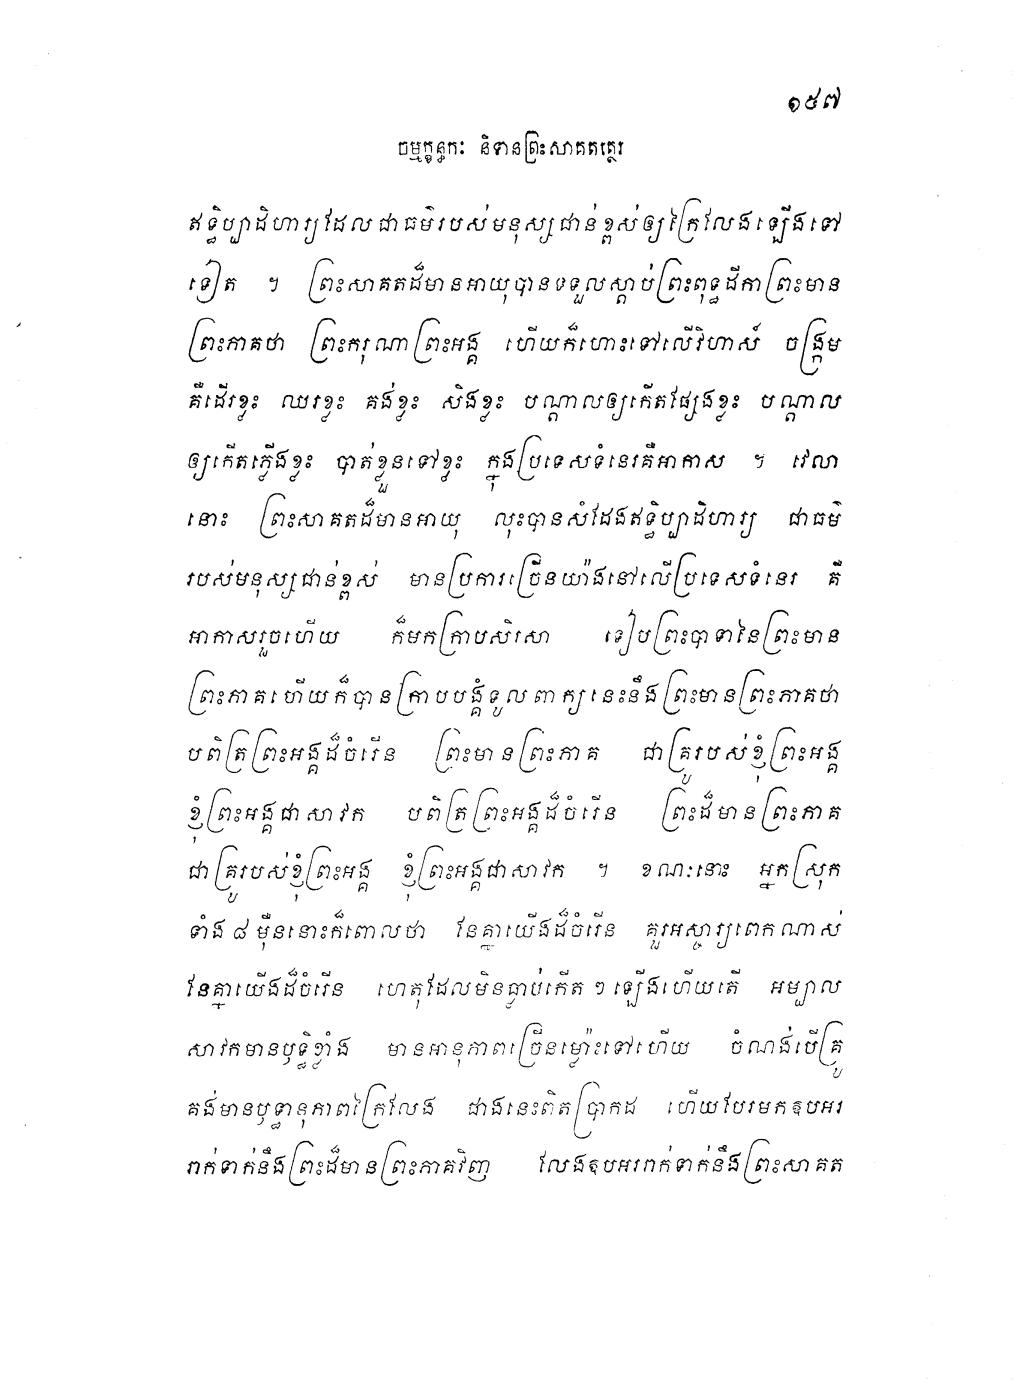 ១៥៧
ចម្មក្ខន្ធកៈ និទានព្រះសាគតត្ថេរ
ឥទ្ធិប្បាដិហារ្យដែលជាធម៌របស់មនុស្សជាន់ខ្ពស់ឲ្យក្រៃលែងឡើងទៅ
ទៀត ។ ព្រះសាគតដ៏មានអាយុបានទទួលស្តាប់ព្រះពុទ្ធដីកាព្រះមាន
ព្រះភាគថា ព្រះករុណាព្រះអង្គ ហើយក៏ហោះទៅលើវិហាស៍ ចង្ក្រម
គឺដើរខ្លះ ឈរខ្លះ គង់ខ្លះ សិងខ្លះ បណ្តាលឲ្យកើតផ្សែងខ្លះ បណ្តាល
ឲ្យកើតភ្លើងខ្លះ បាត់ខ្លួនទៅខ្លះ ក្នុងប្រទេសទំនេរគឺអាកាស ។ វេលា
នោះ ព្រះសាគតដ៏មានអាយុ លុះបានសំដែងឥទ្ធិប្បាដិហារ្យ ជាធម៌
របស់មនុស្សជាន់ខ្ពស់ មានប្រការច្រើនយ៉ាងនៅលើប្រទេសទំនេរ គឺ
អាកាសរួចហើយ ក៏មកក្រាបសិរសា ទៀបព្រះបាទានៃព្រះមាន
ព្រះភាគហើយក៏បានក្រាបបង្គំទូលពាក្យនេះនឹងព្រះមានព្រះភាគថា
បពិត្រព្រះអង្គដ៏ចំរើន ព្រះមានព្រះភាគ ជាគ្រូរបស់ខ្ញុំព្រះអង្គ
ខ្ញុំព្រះអង្គជាសាវក បពិត្រព្រះអង្គដ៏ចំរើន ព្រះដ៏មានព្រះភាគ
ជាគ្រូរបស់ខ្ញុំព្រះអង្គ ខ្ញុំព្រះអង្គជាសាវក ។ ខណៈនោះ អ្នកស្រុក
ទាំង ៨ ម៉ឺននោះក៏ពោលថា នែគ្នាយើងដ៏ចំរើន គួរអស្ចារ្យពេកណាស់
នែគ្នាយើងដ៏ចំរើន ហេតុដែលមិនធ្លាប់កើត ៗ ឡើងហើយតើ អម្បាល
សាវកមានឫទ្ធិខ្លាំង មានអានុភាពច្រើនម្ល៉ោះទៅហើយ ចំណង់បើគ្រូ
គង់មានឫទ្ធានុភាពក្រៃលែង ជាងនេះពិតប្រាកដ ហើយបែរមកឱបអរ
រាក់ទាក់នឹងព្រះដ៏មានព្រះភាគវិញ លែងឱបអររាក់ទាក់នឹងព្រះសាគត